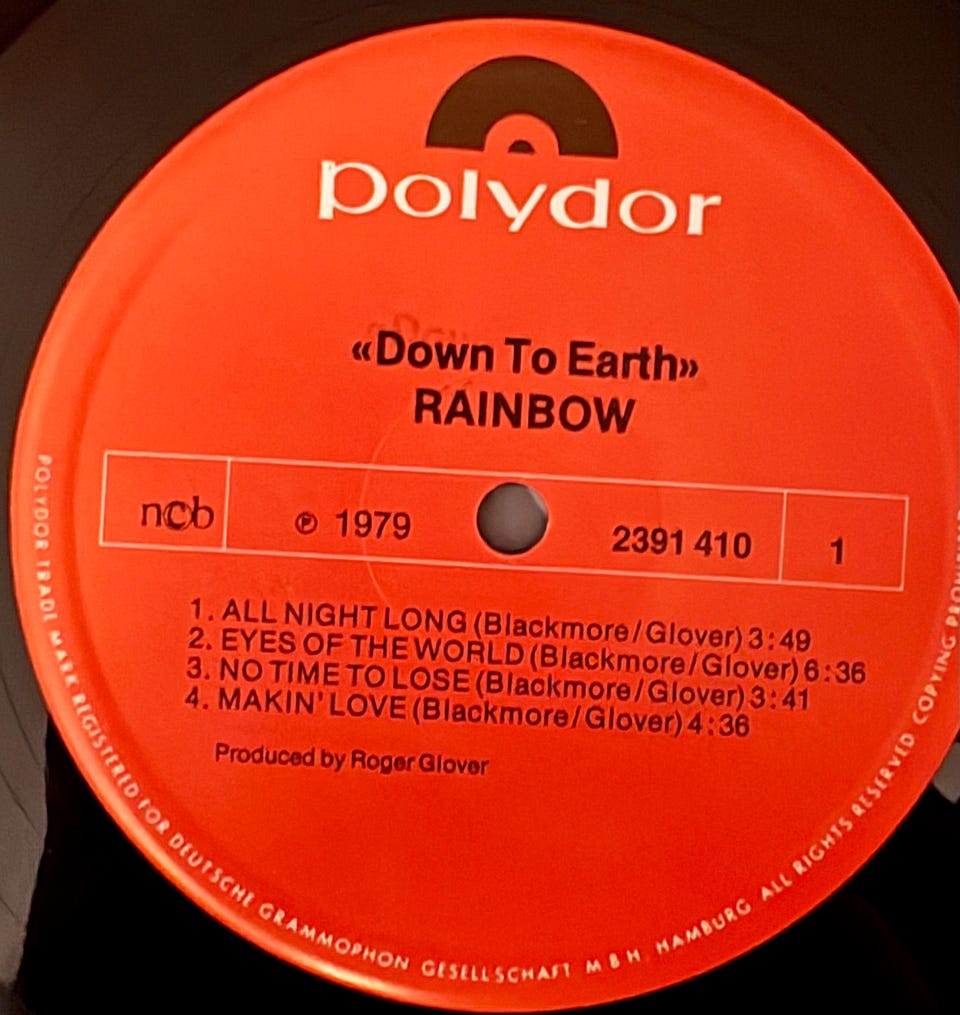 polydor
«Down To Earth»
RAINBOW
ncb ℗ 1979 2391 410 1
1. ALL NIGHT LONG (Blackmore/Glover) 3:49
2. EYES OF THE WORLD (Blackmore/Glover) 6:36
3. NO TIME TO LOSE (Blackmore/Glover) 3:41
4. MAKIN' LOVE (Blackmore/Glover) 4:36
Produced by Roger Glover
POLYDOR TRADE MARK REGISTERED FOR DEUTSCHE GRAMMOPHON GESELLSCHAFT M B H. HAMBURG ALL RIGHTS RESERVED COPYING